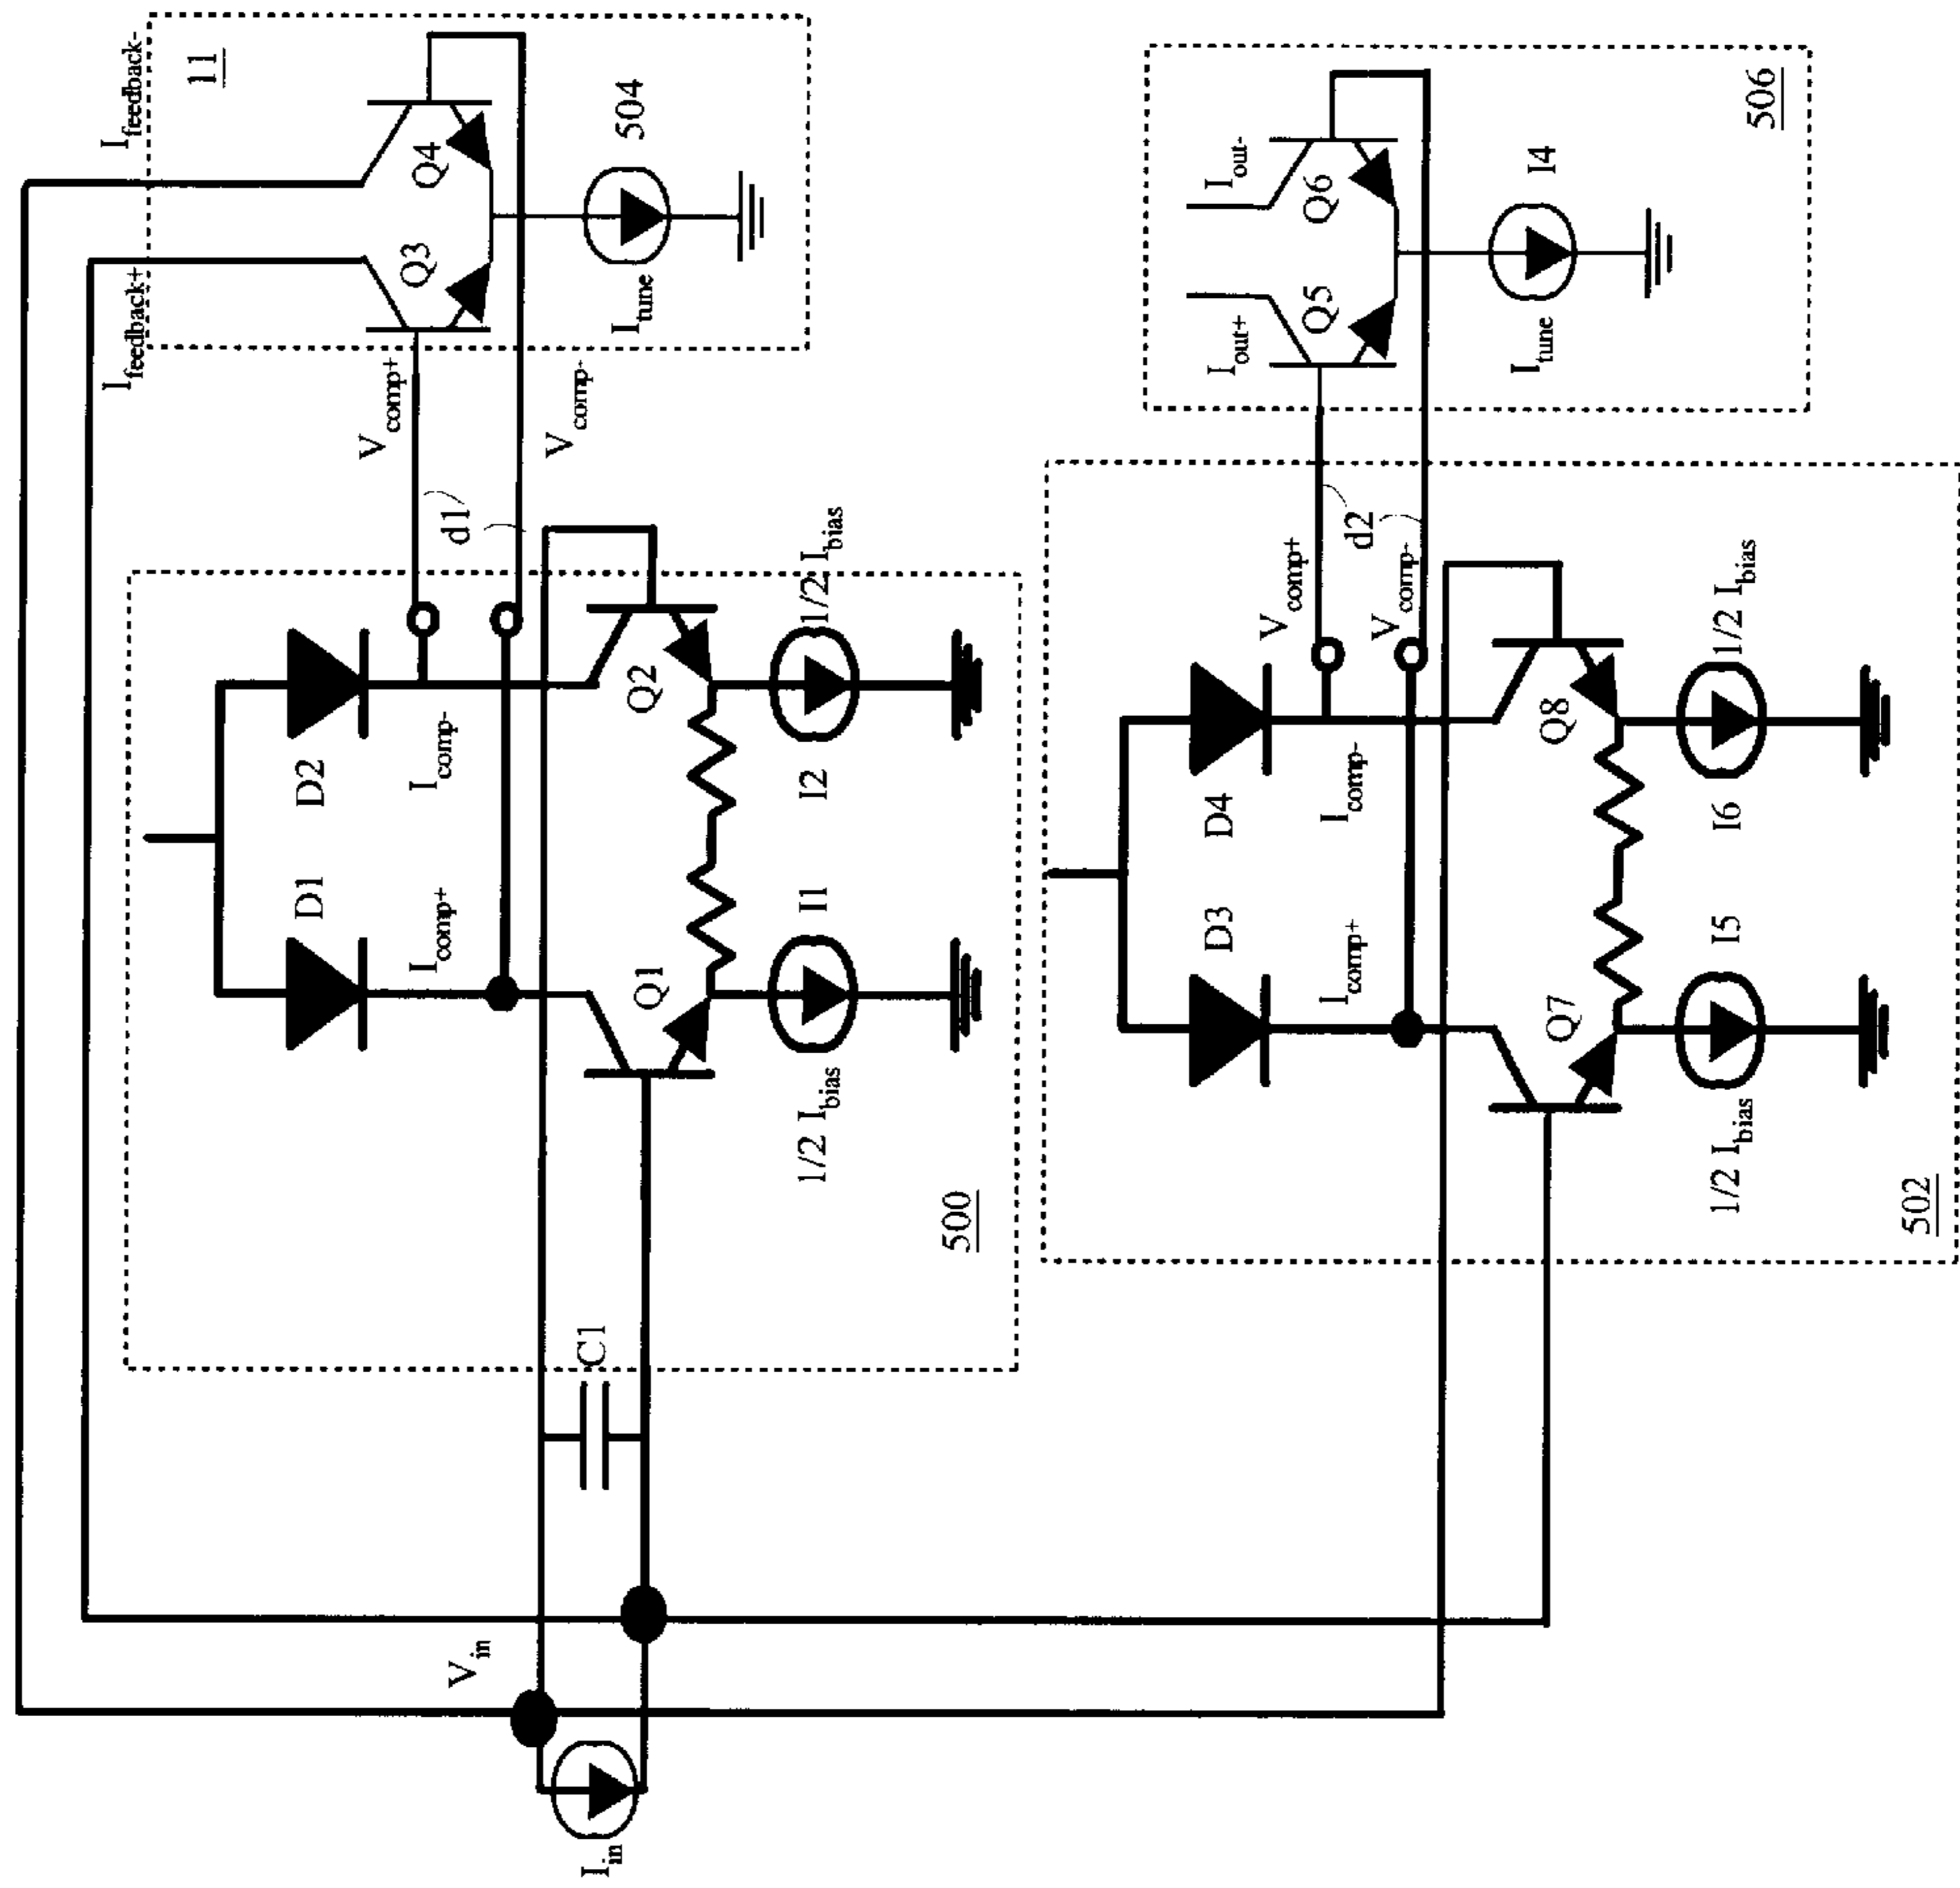 I_feedback-
11
I_feedback+
Q4
Q3
504
I_tune
V_comp+
V_comp-
d1
D2
D1
I_comp-
I_comp+
Q2
Q1
1/2 I_bias
I2
I1
1/2 I_bias
500
C1
V_in
I_in
506
I_out-
I_out+
Q6
Q5
I4
I_tune
d2
V_comp+
V_comp-
D4
D3
I_comp-
I_comp+
Q8
Q7
1/2 I_bias
I6
I5
1/2 I_bias
502